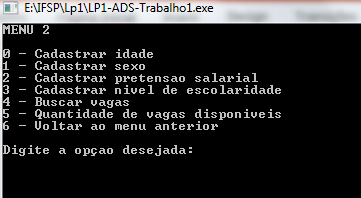 E:\IFSP\Lp1\LP1-ADS-Trabalho1.exe
MENU 2
0 - Cadastrar idade
1 - Cadastrar sexo
2 - Cadastrar pretensao salarial
3 - Cadastrar nivel de escolaridade
4 - Buscar vagas
5 - Quantidade de vagas disponiveis
6 - Voltar ao menu anterior
Digite a opçao desejada: